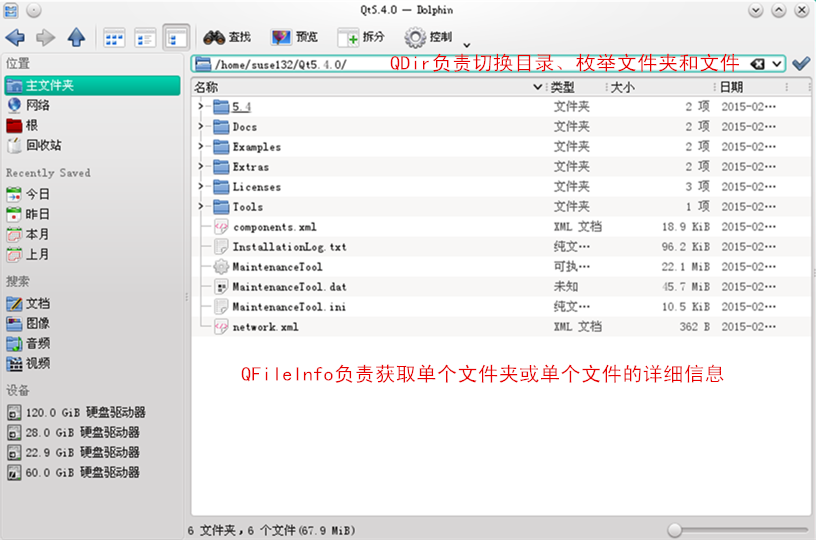 Qt5.4.0 — Dolphin
查找
预览
拆分
控制
位置
主文件夹
网络
根
回收站
Recently Saved
今日
昨日
本月
上月
搜索
文档
图像
音频
视频
设备
120.0 GiB 硬盘驱动器
28.0 GiB 硬盘驱动器
22.9 GiB 硬盘驱动器
60.0 GiB 硬盘驱动器
/home/suse132/Qt5.4.0/
QDir负责切换目录、枚举文件夹和文件
名称 类型 大小 日期
5.4 文件夹 2 项 2015-02···
Docs 文件夹 2 项 2015-02···
Examples 文件夹 2 项 2015-02···
Extras 文件夹 2 项 2015-02···
Licenses 文件夹 3 项 2015-02···
Tools 文件夹 1 项 2015-02···
components.xml XML 文档 18.9 KiB 2015-02···
InstallationLog.txt 纯文··· 96.2 KiB 2015-02···
MaintenanceTool 可执··· 22.1 MiB 2015-02···
MaintenanceTool.dat 未知 45.7 MiB 2015-02···
MaintenanceTool.ini 纯文··· 10.5 KiB 2015-02···
network.xml XML 文档 362 B 2015-02···
QFileInfo负责获取单个文件夹或单个文件的详细信息
6 文件夹, 6 个文件(67.9 MiB)